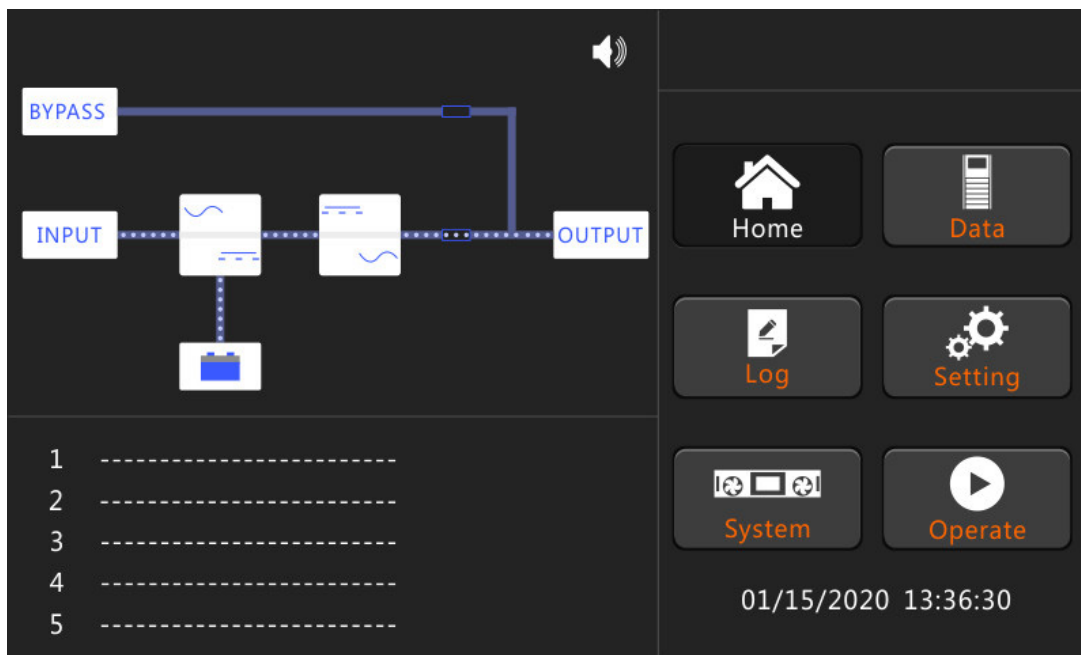 BYPASS
INPUT
OUTPUT
1 -------------------------
2 -------------------------
3 -------------------------
4 -------------------------
5 -------------------------
Home
Data
Log
Setting
System
Operate
01/15/2020 13:36:30